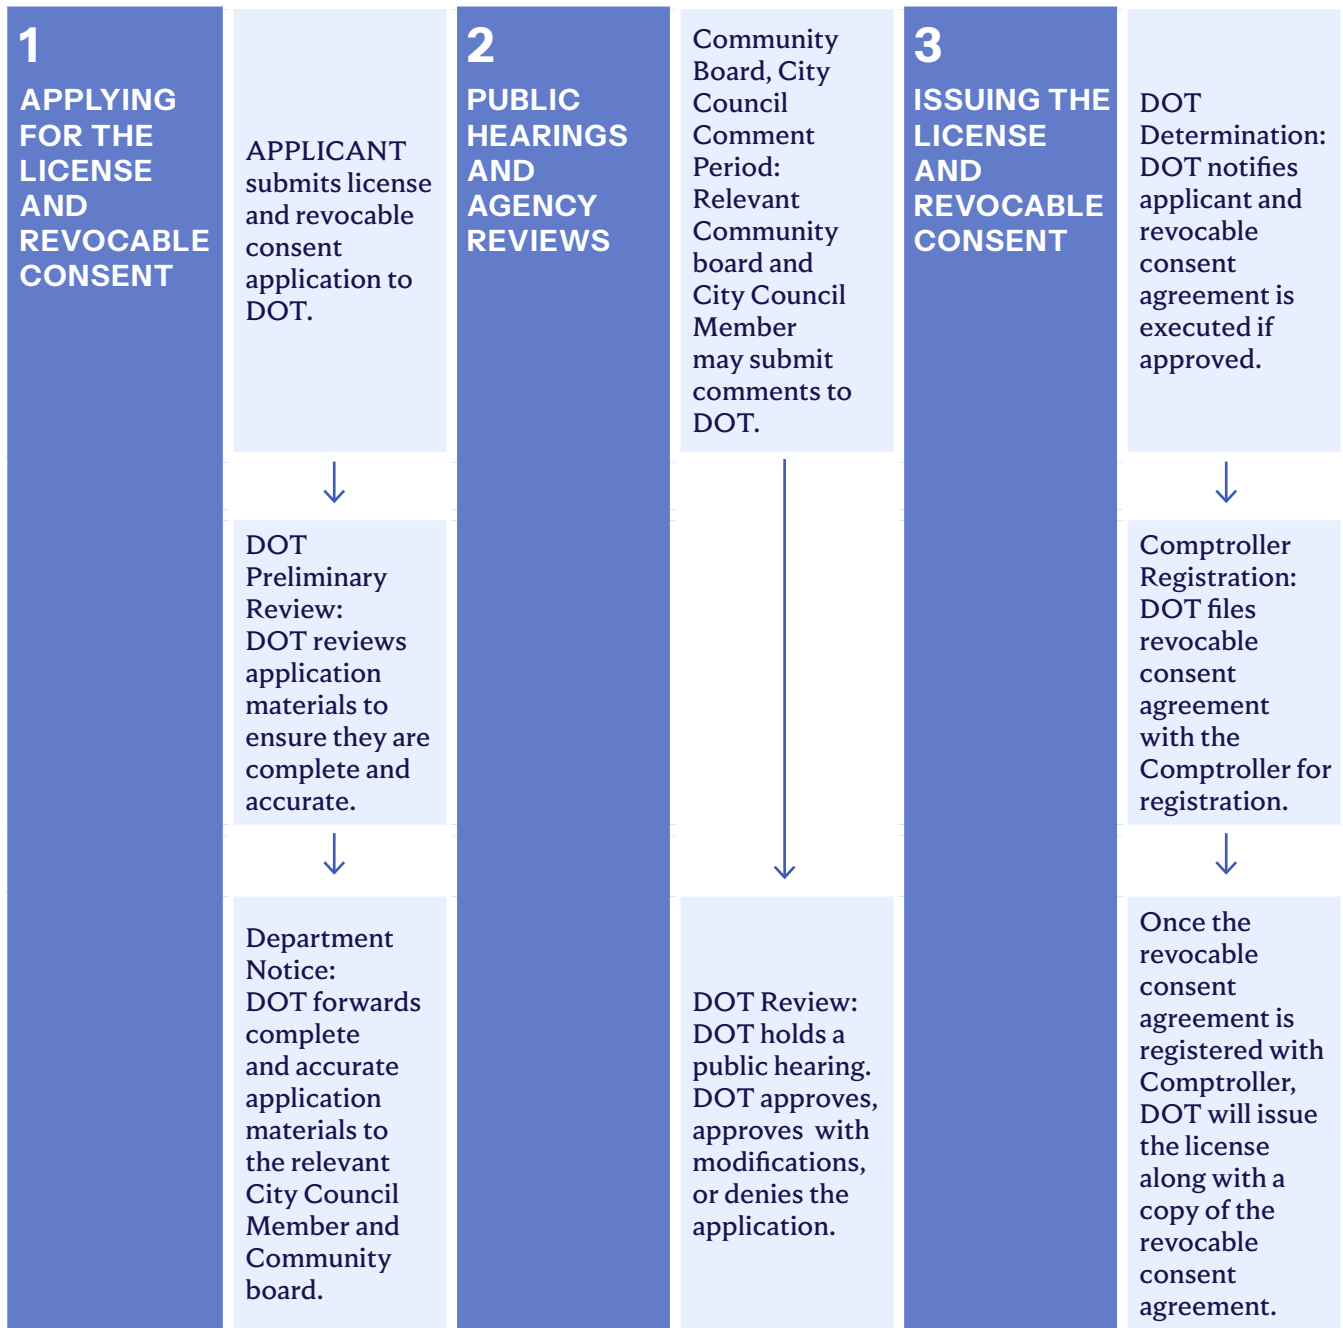 1
APPLYING
FOR THE
LICENSE
AND
REVOCABLE
CONSENT
APPLICANT
submits license
and revocable
consent
application to
DOT.
DOT
Preliminary
Review:
DOT reviews
application
materials to
ensure they are
complete and
accurate.
Department
Notice:
DOT forwards
complete
and accurate
application
materials to
the relevant
City Council
Member and
Community
board.
2
PUBLIC
HEARINGS
AND
AGENCY
REVIEWS
Community
Board, City
Council
Comment
Period:
Relevant
Community
board and
City Council
Member
may submit
comments to
DOT.
DOT Review:
DOT holds a
public hearing.
DOT approves,
approves  with
modifications,
or denies the
application.
3
ISSUING THE
LICENSE
AND
REVOCABLE
CONSENT
DOT
Determination:
DOT notifies
applicant and
revocable
consent
agreement is
executed if
approved.
Comptroller
Registration:
DOT files
revocable
consent
agreement
with the
Comptroller for
registration.
Once the
revocable
consent
agreement is
registered with
Comptroller,
DOT will issue
the license
along with a
copy of the
revocable
consent
agreement.